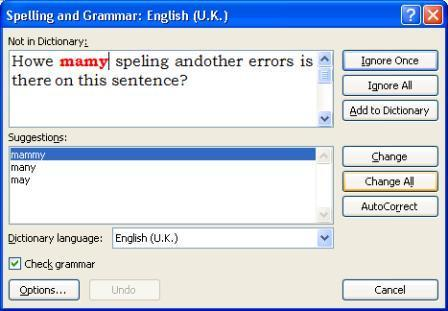 Spelling and Grammar: English (U.K.)
Not in Dictionary:
Howe mamy speling andother errors is
there on this sentence?
Ignore Once
Ignore All
Add to Dictionary
Suggestions:
mammy
many
may
Change
Change All
AutoCorrect
Dictionary language: English (U.K.)
Check grammar
Options... Undo Cancel